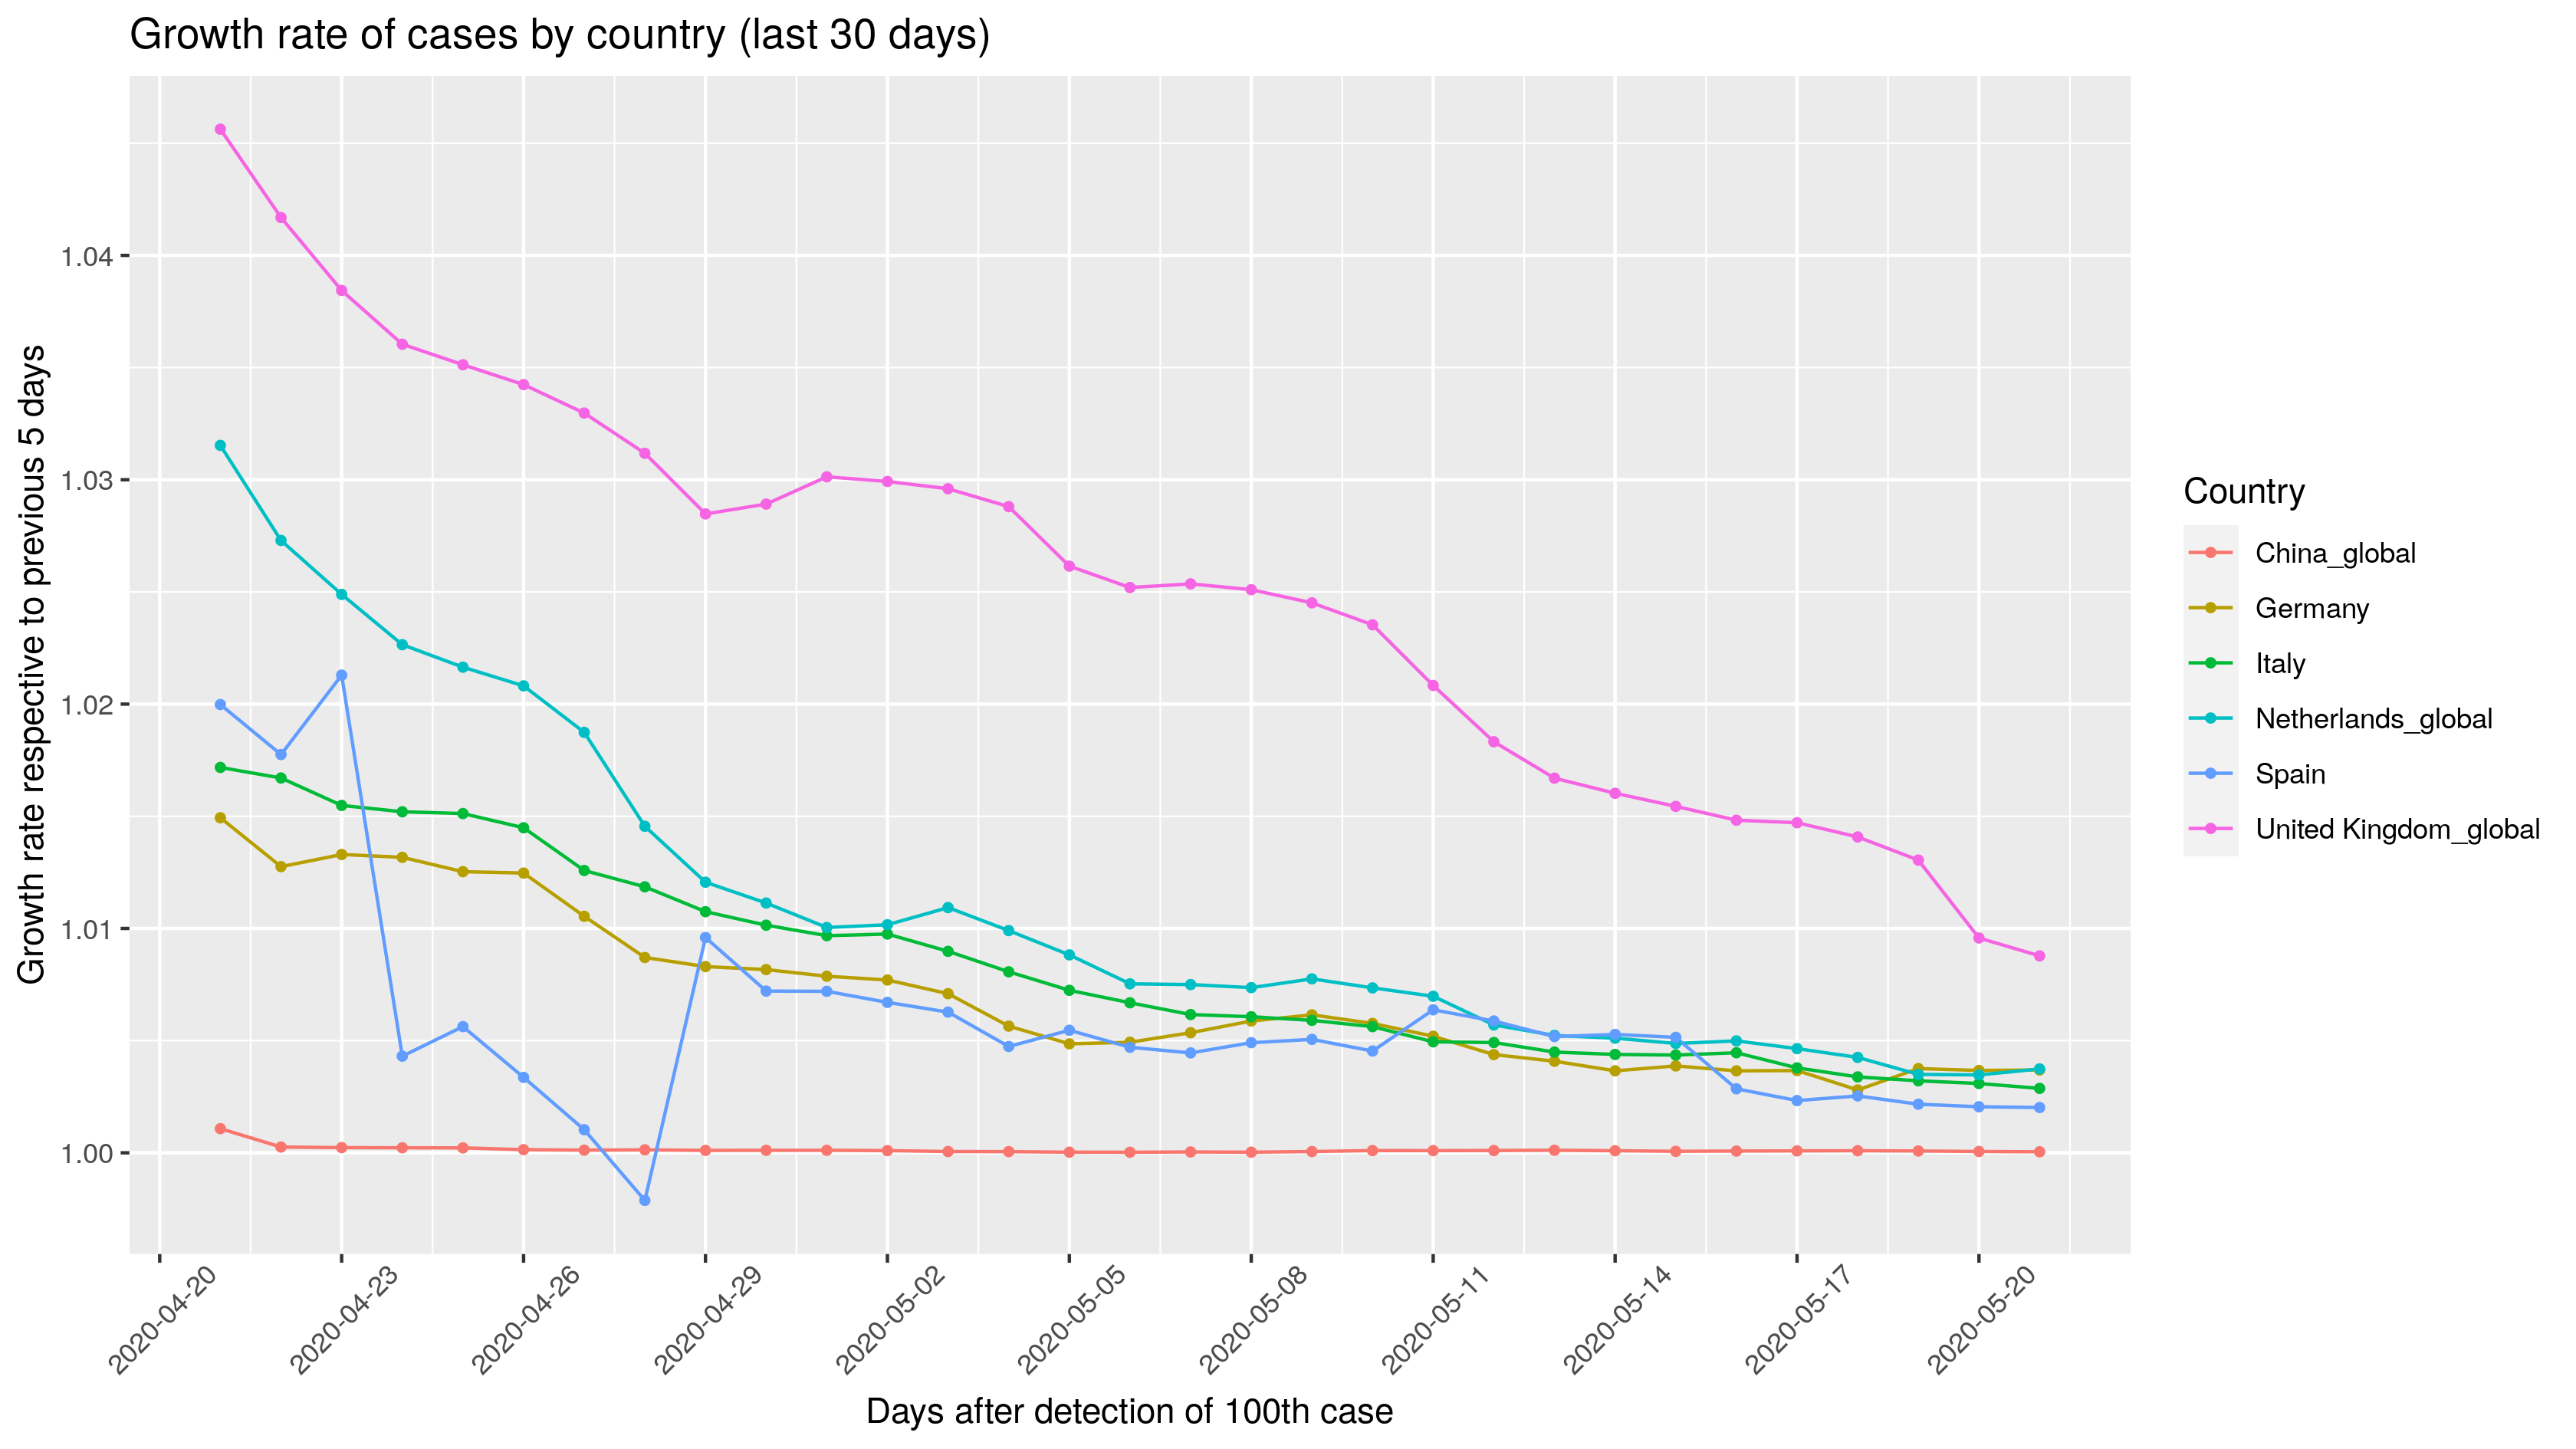 Growth rate of cases by country (last 30 days)
Growth rate respective to previous 5 days
1.04
1.03
1.02
1.01
1.00
2020-04-20
2020-04-23
2020-04-26
2020-04-29
2020-05-02
2020-05-05
2020-05-08
2020-05-11
2020-05-14
2020-05-17
2020-05-20
Days after detection of 100th case
Country
China_global
Germany
Italy
Netherlands_global
Spain
United Kingdom_global